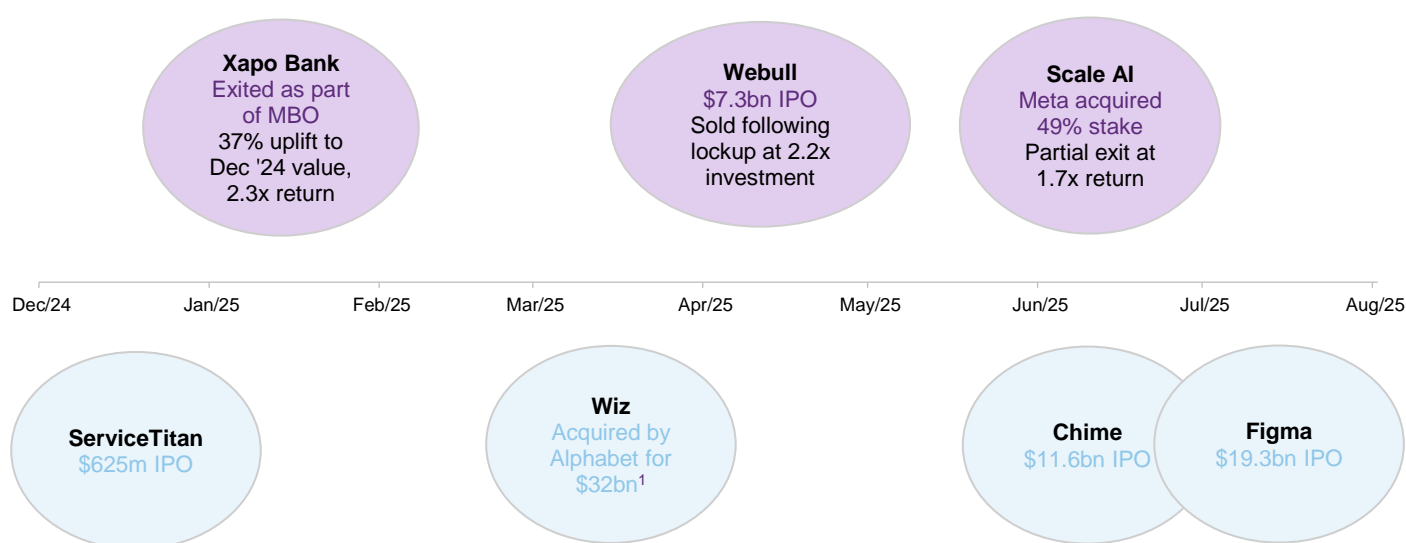 Xapo Bank
Exited as part
of MBO
37% uplift to
Dec '24 value,
2.3x return
Webull
$7.3bn IPO
Sold following
lockup at 2.2x
investment
Scale AI
Meta acquired
49% stake
Partial exit at
1.7x return
Dec/24
Jan/25
Feb/25
Mar/25
Apr/25
May/25
Jun/25
Jul/25
Aug/25
ServiceTitan
$625m IPO
Wiz
Acquired by
Alphabet for
$32bn¹
Chime
$11.6bn IPO
Figma
$19.3bn IPO